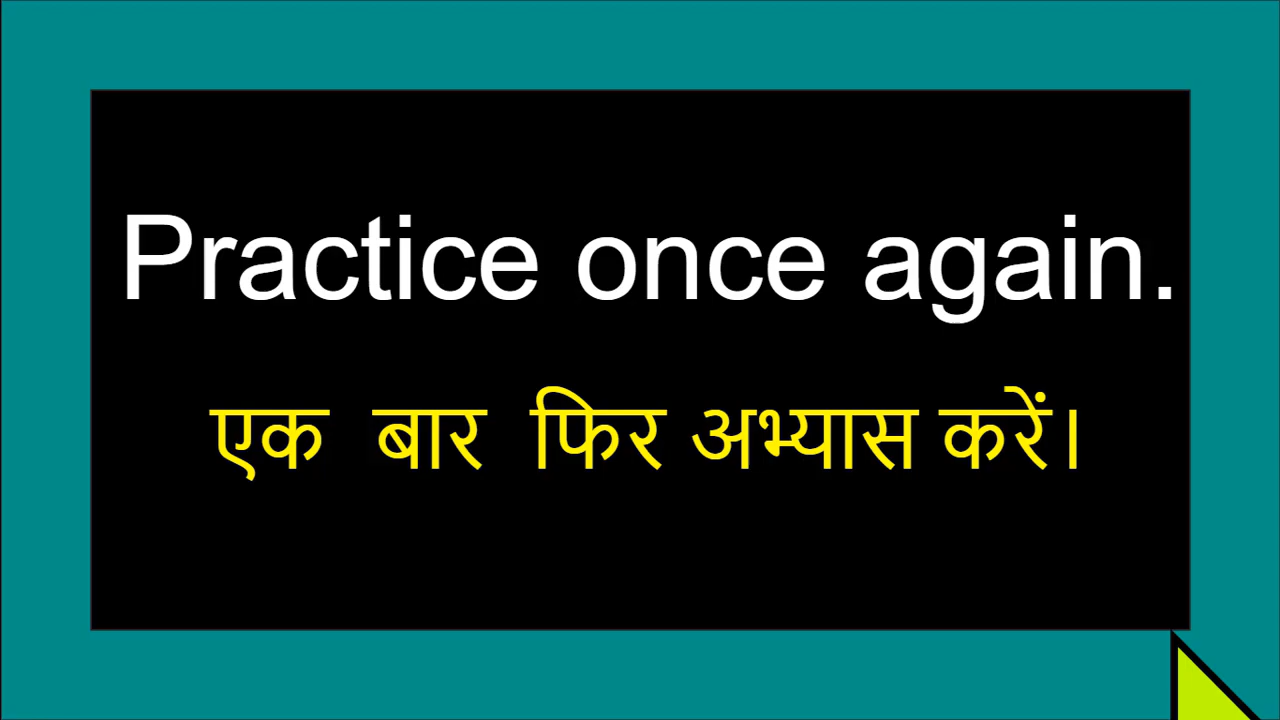 Practice once again.
एक बार फिर अभ्यास करें।